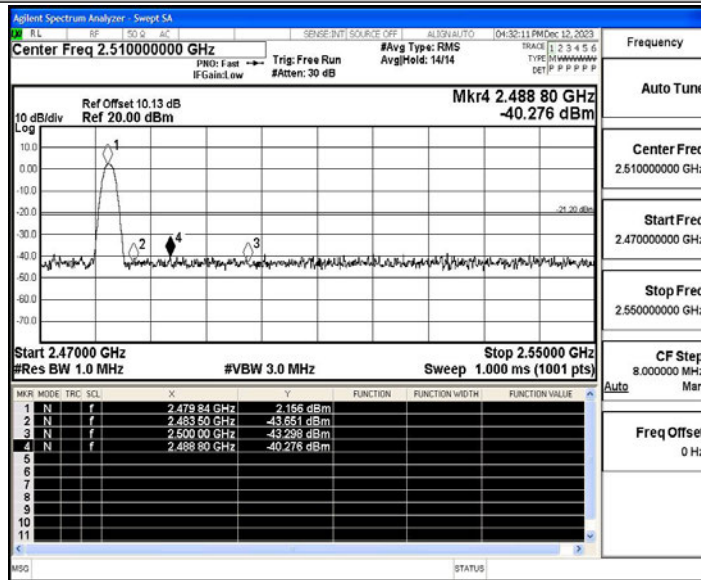 Agilent Spectrum Analyzer - Swept SA
RL RF 50 Ω AC SENSE:INT SOURCE OFF ALIGN AUTO 04:32:11 PM Dec 12, 2023
Center Freq 2.510000000 GHz
PNO: Fast
IFGain:Low
Trig: Free Run
#Atten: 30 dB
#Avg Type: RMS
Avg|Hold: 14/14
TRACE 1 2 3 4 5 6
TYPE M WWWWW
DET P P P P P P
Ref Offset 10.13 dB
10 dB/div Ref 20.00 dBm
Log
Mkr4 2.488 80 GHz
-40.276 dBm
10.0
0.00
-10.0
-20.0
-30.0
-40.0
-50.0
-60.0
-70.0
1
2
4
3
-21.20 dBm
Start 2.47000 GHz Stop 2.55000 GHz
#Res BW 1.0 MHz #VBW 3.0 MHz Sweep 1.000 ms (1001 pts)
MKR MODE TRC SCL X Y FUNCTION FUNCTION WIDTH FUNCTION VALUE
1 N f 2.479 84 GHz 2.156 dBm
2 N f 2.483 50 GHz -43.651 dBm
3 N f 2.500 00 GHz -43.298 dBm
4 N f 2.488 80 GHz -40.276 dBm
5
6
7
8
9
10
11
MSG STATUS
Frequency
Auto Tune
Center Freq
2.510000000 GHz
Start Freq
2.470000000 GHz
Stop Freq
2.550000000 GHz
CF Step
8.000000 MHz
Auto Man
Freq Offset
0 Hz